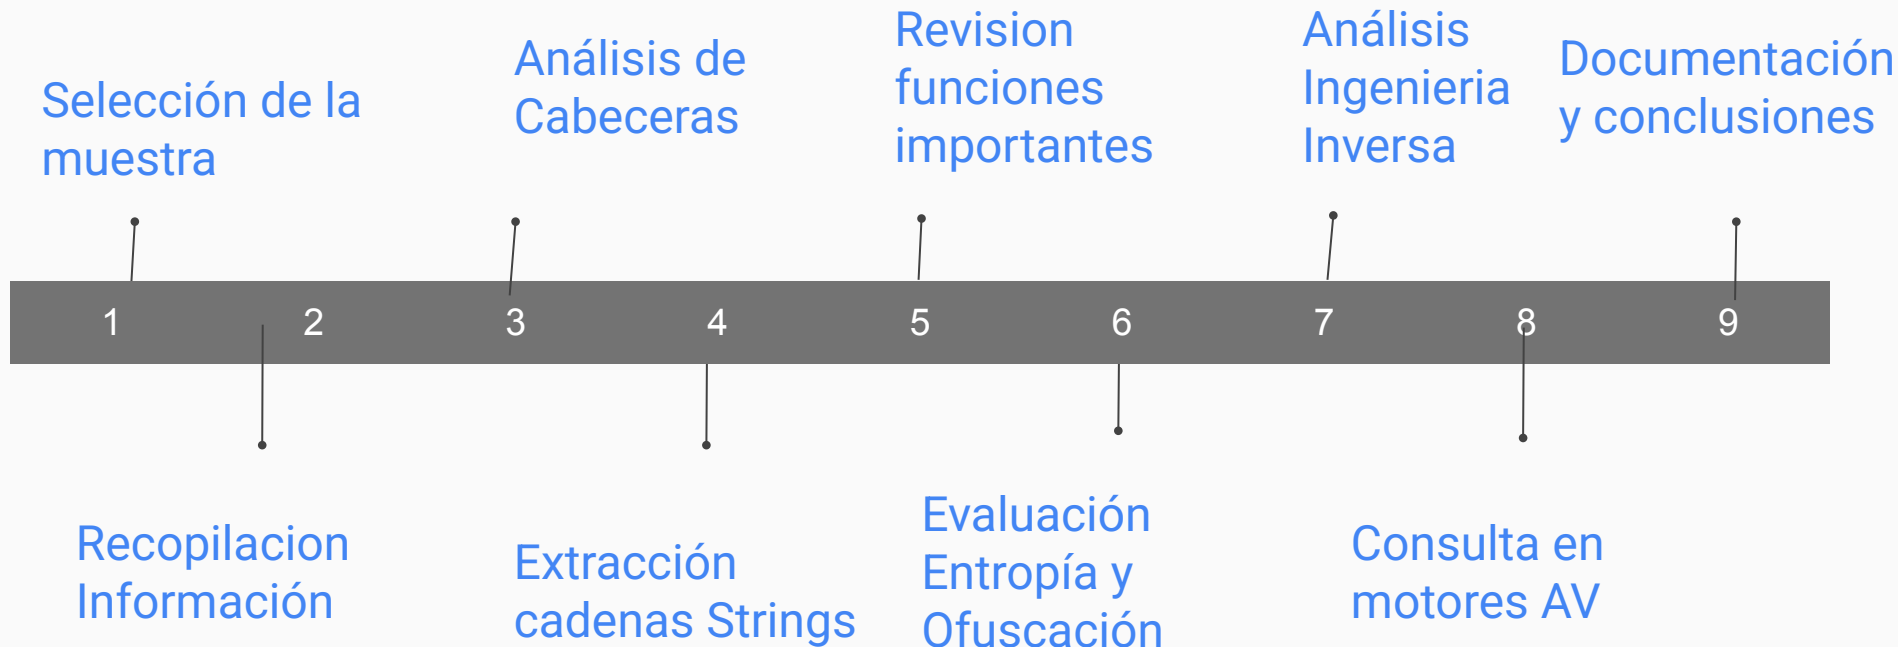 Selección de la
muestra
Análisis de
Cabeceras
Revision
funciones
importantes
Análisis
Ingenieria
Inversa
Documentación
y conclusiones
1 2 3 4 5 6 7 8 9
Recopilacion
Información
Extracción
cadenas Strings
Evaluación
Entropía y
Ofuscación
Consulta en
motores AV